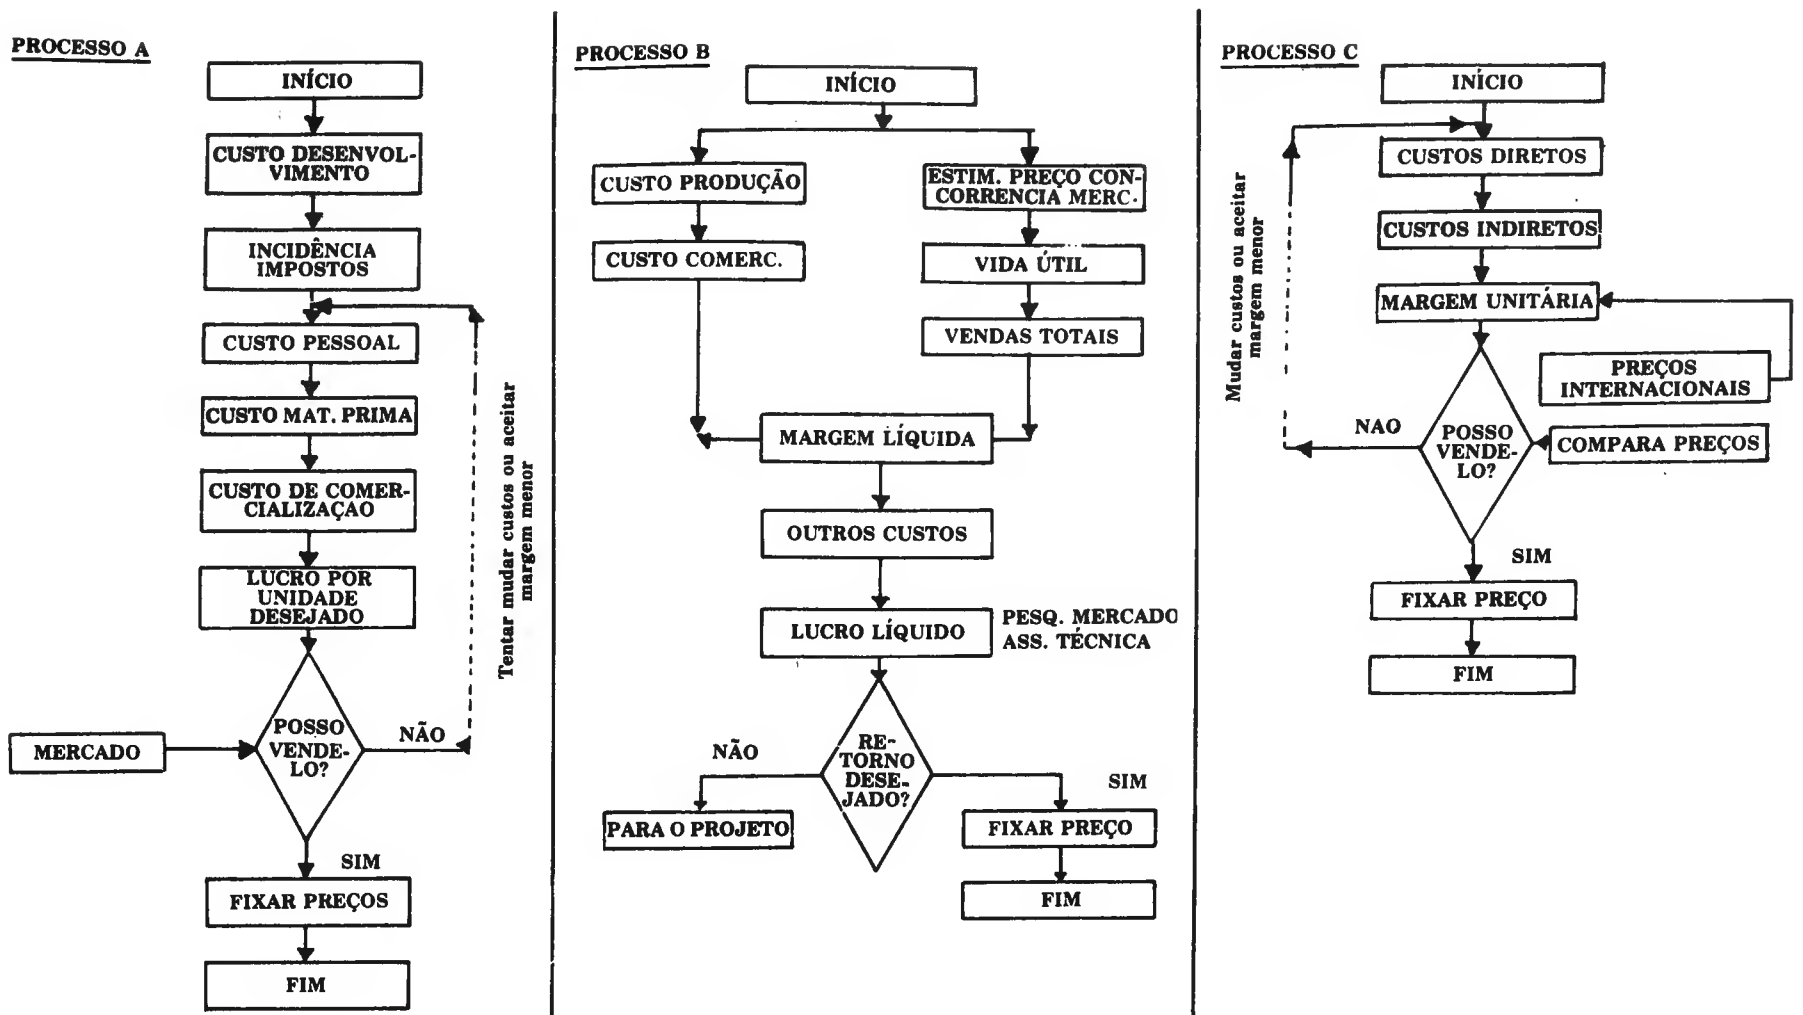 PROCESSO A
INÍCIO
CUSTO DESENVOL-
VIMENTO
INCIDÊNCIA
IMPOSTOS
CUSTO PESSOAL
CUSTO MAT. PRIMA
CUSTO DE COMER-
CIALIZAÇAO
LUCRO POR
UNIDADE
DESEJADO
MERCADO
POSSO
VENDE-
LO?
NÃO
Tentar mudar custos ou aceitar
margem menor
SIM
FIXAR PREÇOS
FIM
PROCESSO B
INÍCIO
CUSTO PRODUÇÃO
CUSTO COMERC.
ESTIM. PREÇO CON-
CORRENCIA MERC.
VIDA ÚTIL
VENDAS TOTAIS
MARGEM LÍQUIDA
OUTROS CUSTOS
LUCRO LÍQUIDO
PESQ. MERCADO
ASS. TÉCNICA
RE-
TORNO
DESE-
JADO?
NÃO
PARA O PROJETO
SIM
FIXAR PREÇO
FIM
PROCESSO C
INÍCIO
CUSTOS DIRETOS
CUSTOS INDIRETOS
MARGEM UNITÁRIA
PREÇOS
INTERNACIONAIS
COMPARA PREÇOS
POSSO
VENDE-
LO?
NAO
Mudar custos ou aceitar
margem menor
SIM
FIXAR PREÇO
FIM